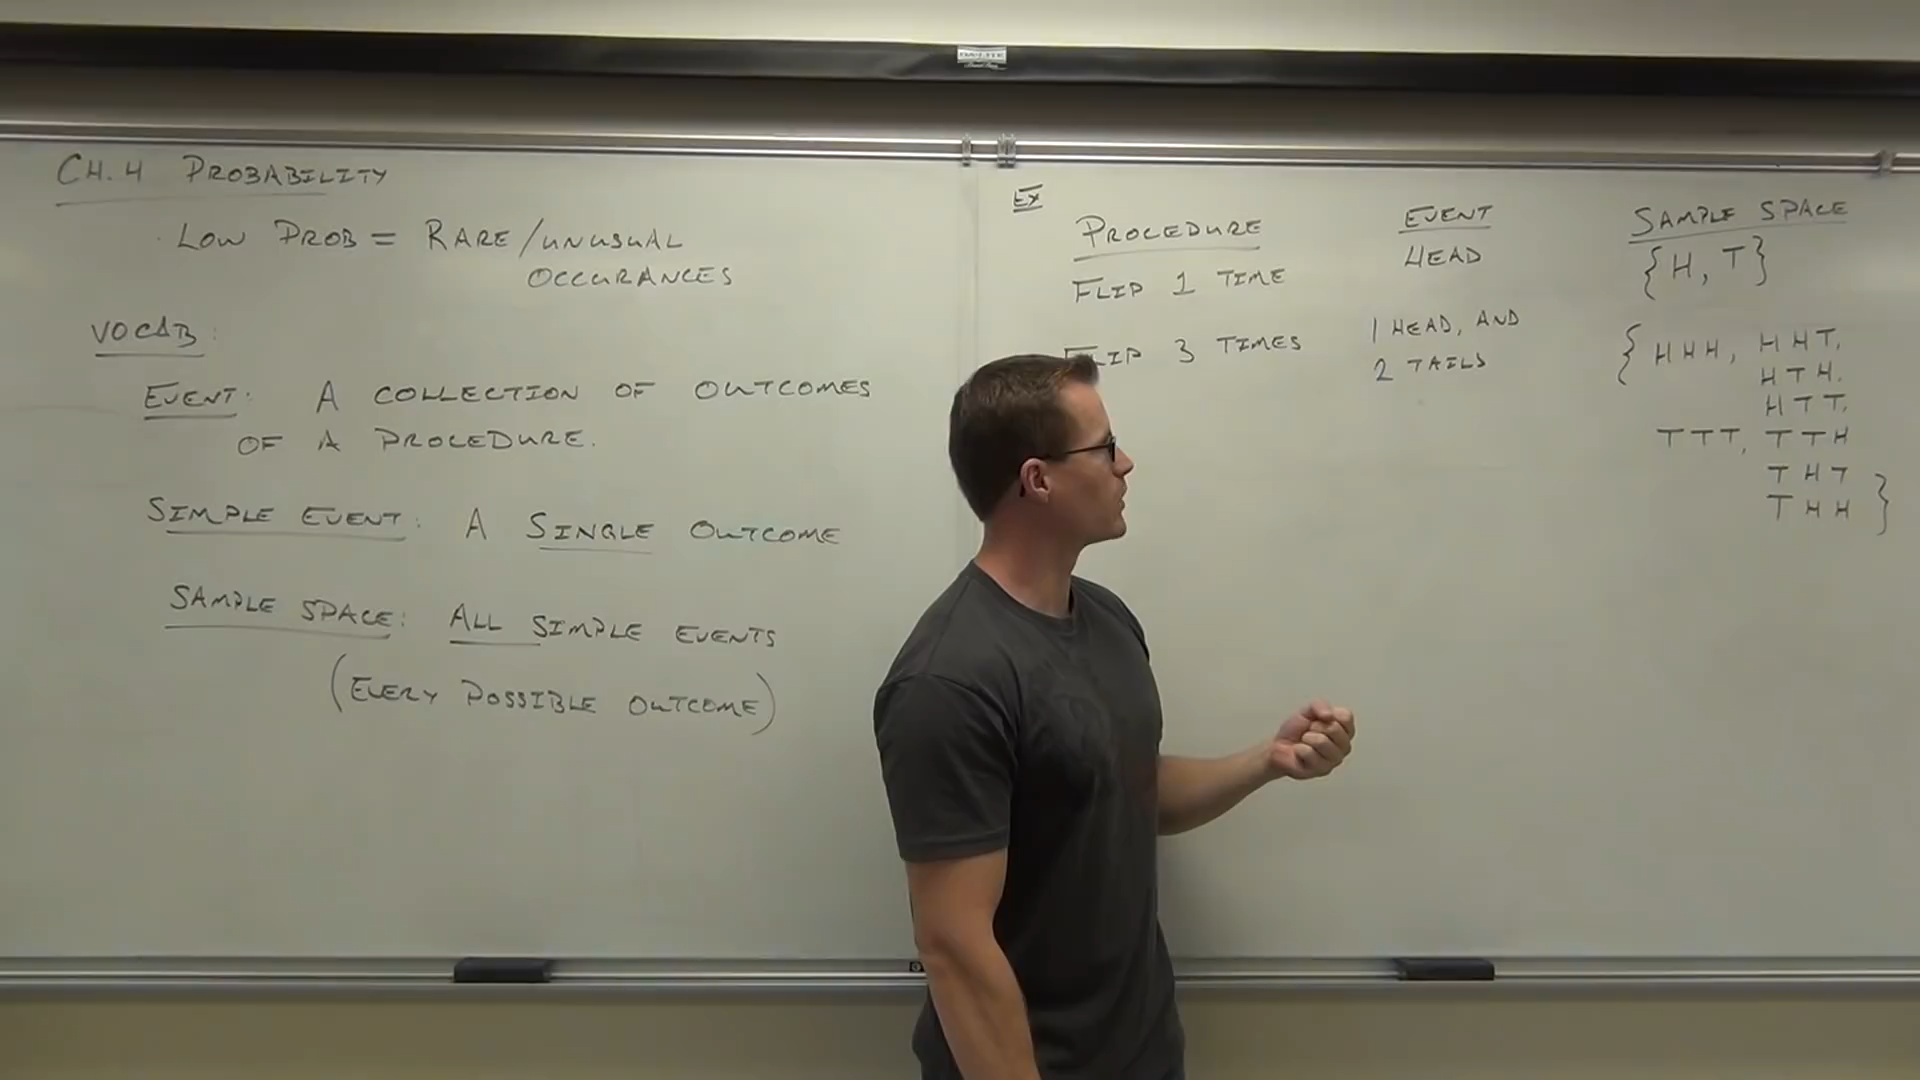 DA-LITE
CH. 4 PROBABILITY
LOW PROB = RARE/UNUSUAL
OCCURANCES
VOCAB:
EVENT: A COLLECTION OF OUTCOMES
OF A PROCEDURE.
SIMPLE EVENT: A SINGLE OUTCOME
SAMPLE SPACE: ALL SIMPLE EVENTS
(EVERY POSSIBLE OUTCOME)
EX
PROCEDURE
FLIP 1 TIME
FLIP 3 TIMES
EVENT
HEAD
1 HEAD, AND
2 TAILS
SAMPLE SPACE
{H, T}
{HHH, HHT,
HTH,
HTT,
TTT, TTH
THT
THH}